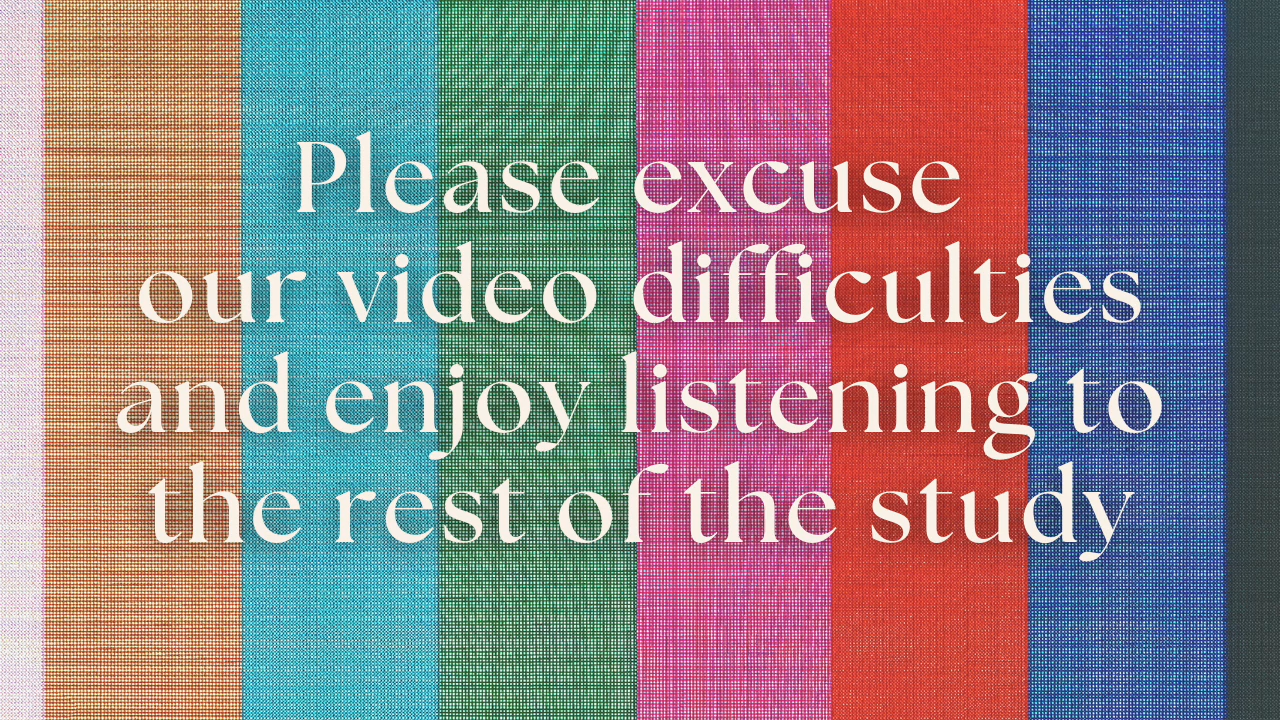 Please excuse
our video difficulties
and enjoy listening to
the rest of the study